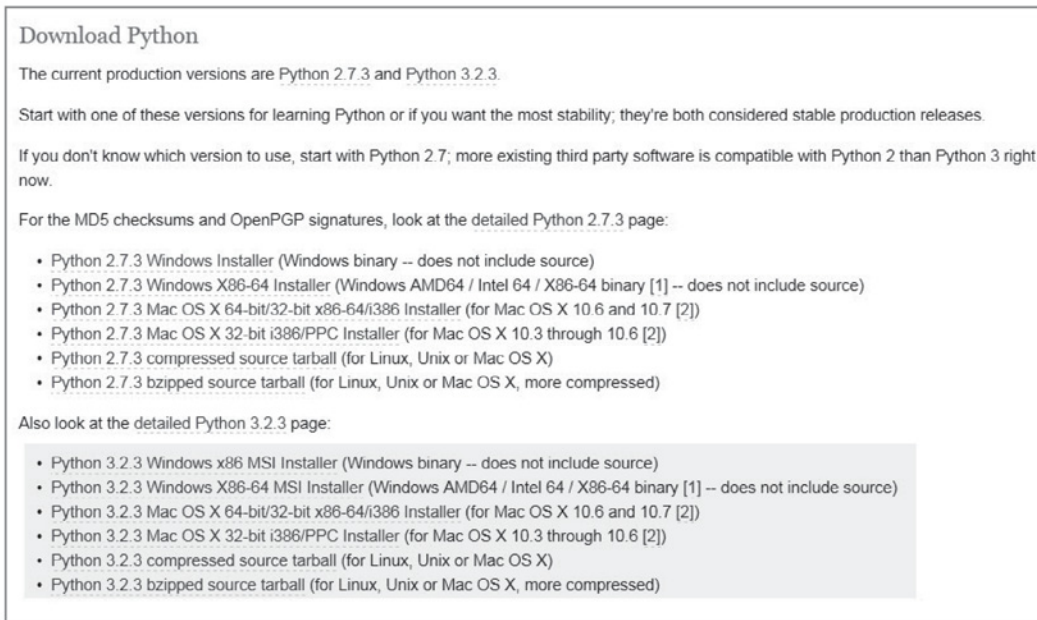 Download Python
The current production versions are Python 2.7.3 and Python 3.2.3.
Start with one of these versions for learning Python or if you want the most stability; they're both considered stable production releases.
If you don't know which version to use, start with Python 2.7; more existing third party software is compatible with Python 2 than Python 3 right
now.
For the MD5 checksums and OpenPGP signatures, look at the detailed Python 2.7.3 page:
• Python 2.7.3 Windows Installer (Windows binary -- does not include source)
• Python 2.7.3 Windows X86-64 Installer (Windows AMD64 / Intel 64 / X86-64 binary [1] -- does not include source)
• Python 2.7.3 Mac OS X 64-bit/32-bit x86-64/i386 Installer (for Mac OS X 10.6 and 10.7 [2])
• Python 2.7.3 Mac OS X 32-bit i386/PPC Installer (for Mac OS X 10.3 through 10.6 [2])
• Python 2.7.3 compressed source tarball (for Linux, Unix or Mac OS X)
• Python 2.7.3 bzipped source tarball (for Linux, Unix or Mac OS X, more compressed)
Also look at the detailed Python 3.2.3 page:
• Python 3.2.3 Windows x86 MSI Installer (Windows binary -- does not include source)
• Python 3.2.3 Windows X86-64 MSI Installer (Windows AMD64 / Intel 64 / X86-64 binary [1] -- does not include source)
• Python 3.2.3 Mac OS X 64-bit/32-bit x86-64/i386 Installer (for Mac OS X 10.6 and 10.7 [2])
• Python 3.2.3 Mac OS X 32-bit i386/PPC Installer (for Mac OS X 10.3 through 10.6 [2])
• Python 3.2.3 compressed source tarball (for Linux, Unix or Mac OS X)
• Python 3.2.3 bzipped source tarball (for Linux, Unix or Mac OS X, more compressed)